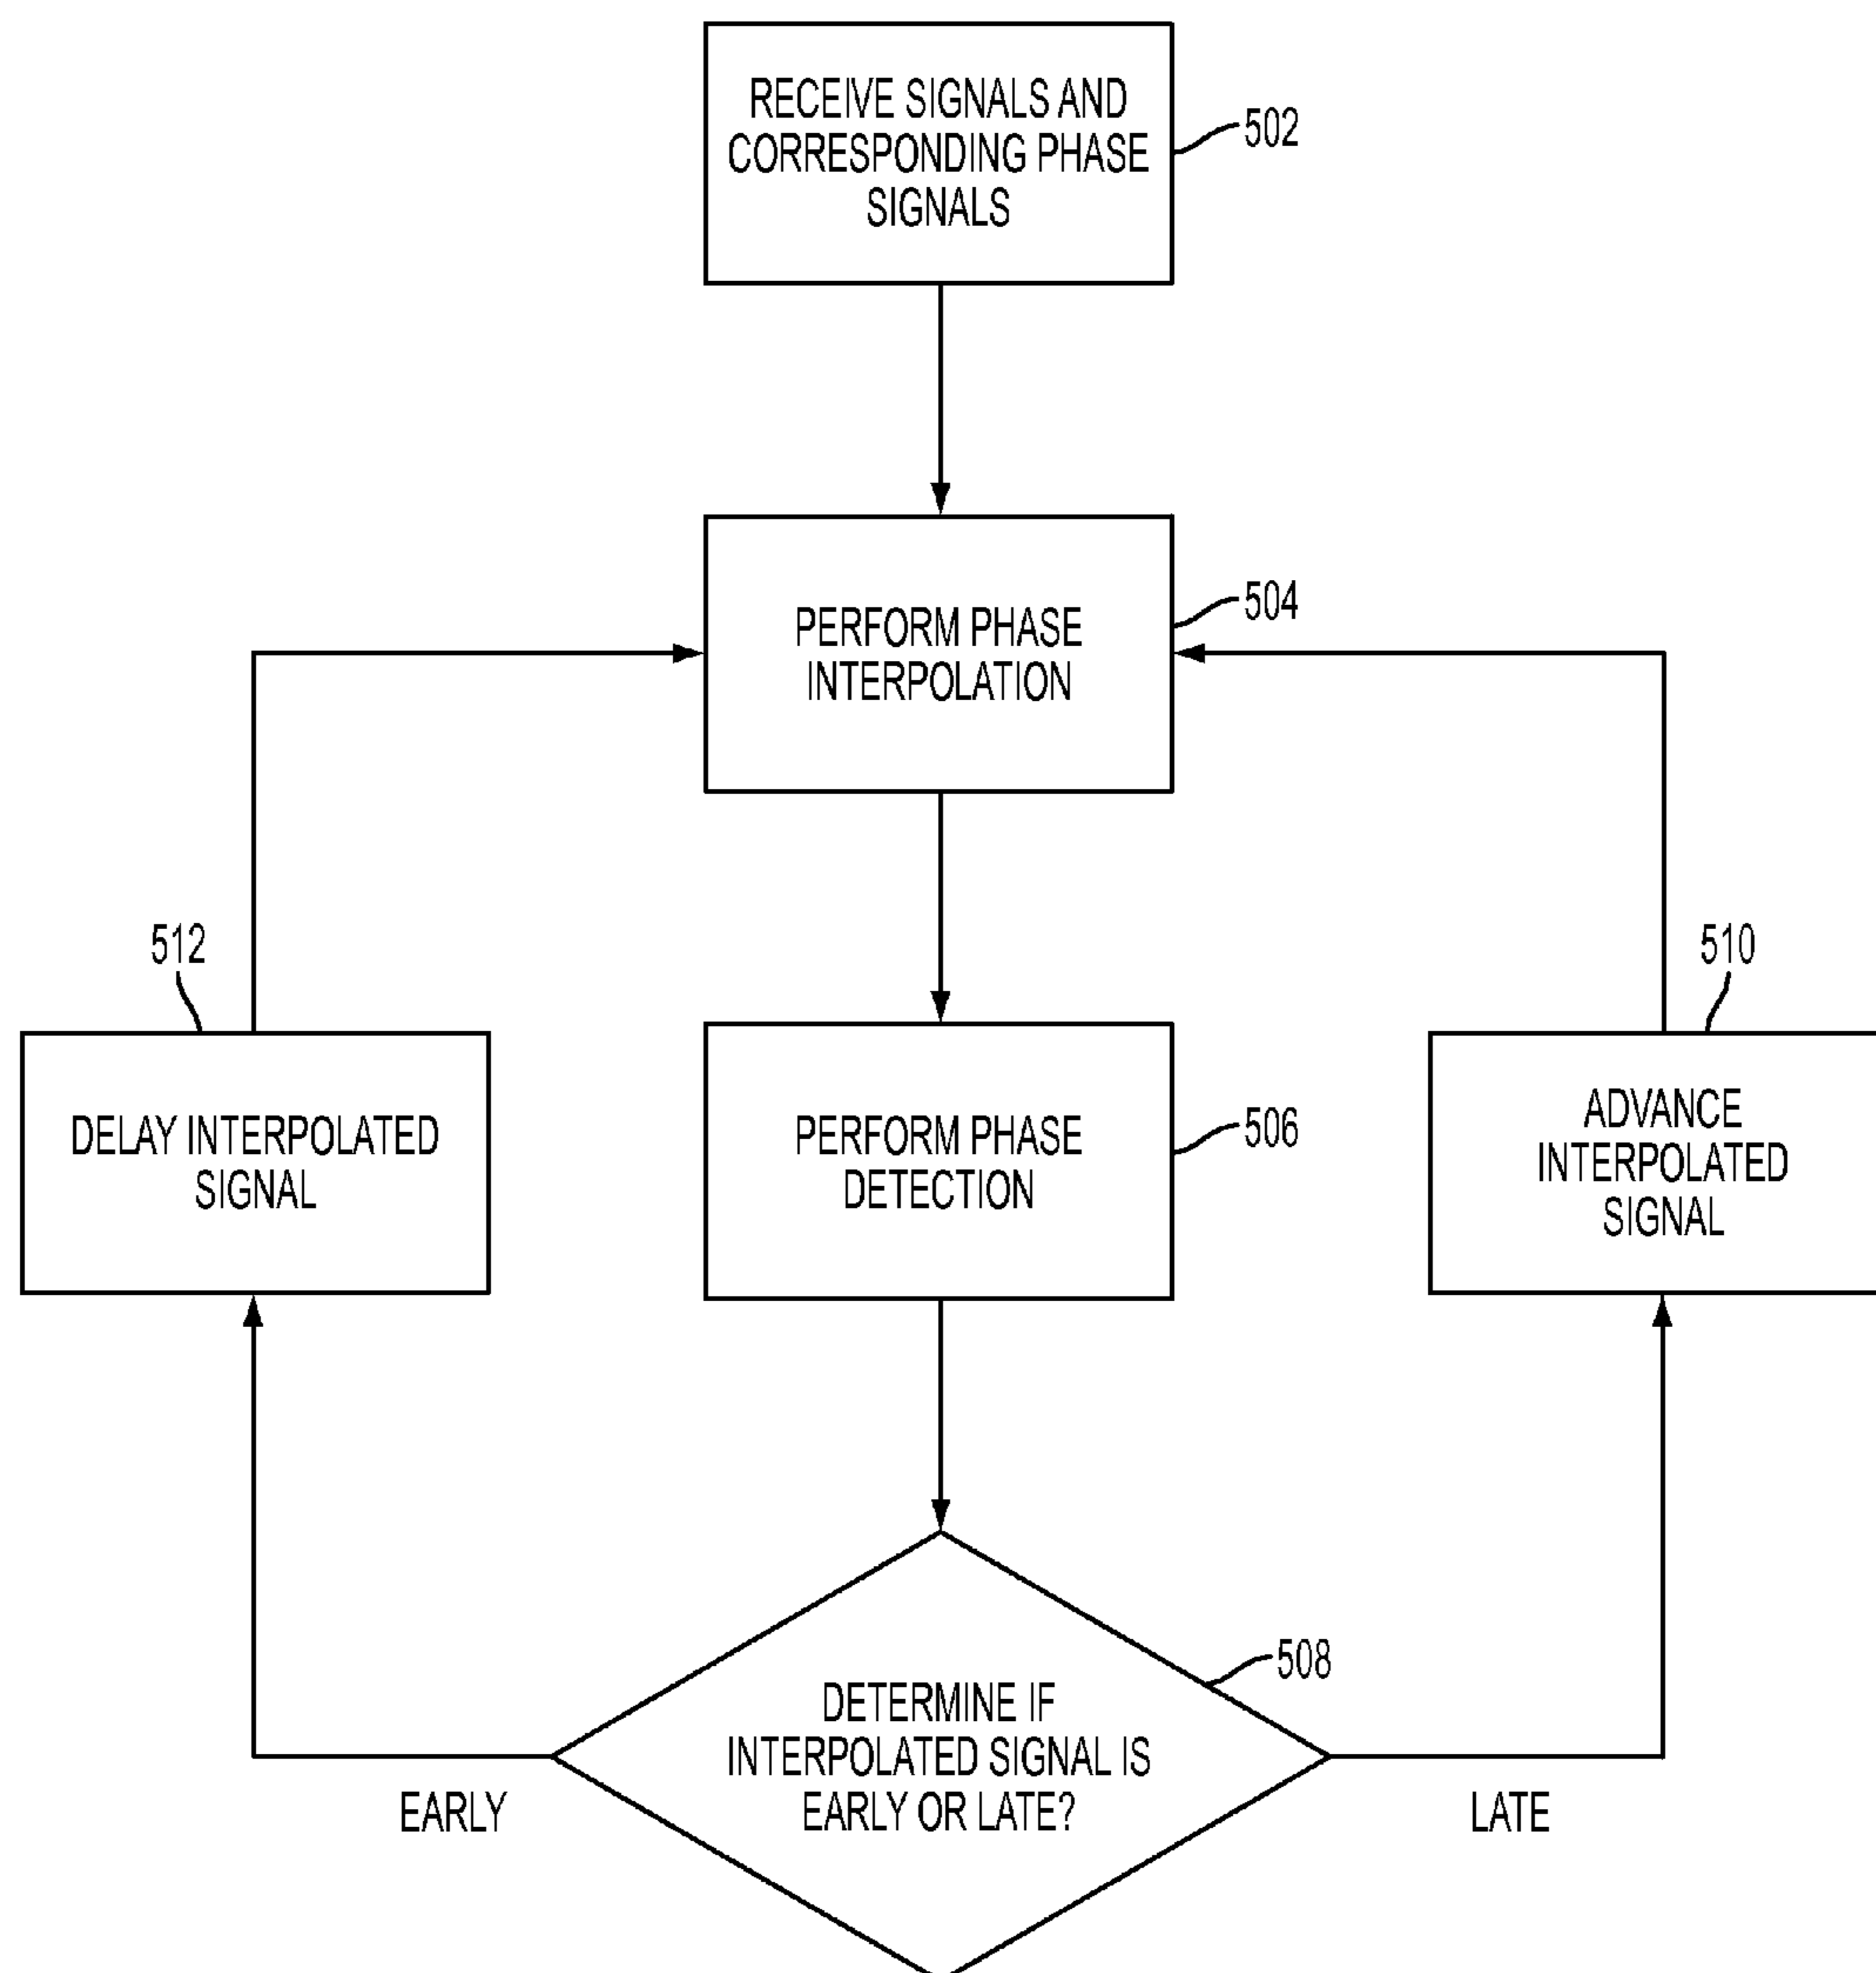 RECEIVE SIGNALS AND
CORRESPONDING PHASE
SIGNALS
502
PERFORM PHASE
INTERPOLATION
504
512
510
DELAY INTERPOLATED
SIGNAL
PERFORM PHASE
DETECTION
506
ADVANCE
INTERPOLATED
SIGNAL
508
DETERMINE IF
INTERPOLATED SIGNAL IS
EARLY OR LATE?
EARLY
LATE